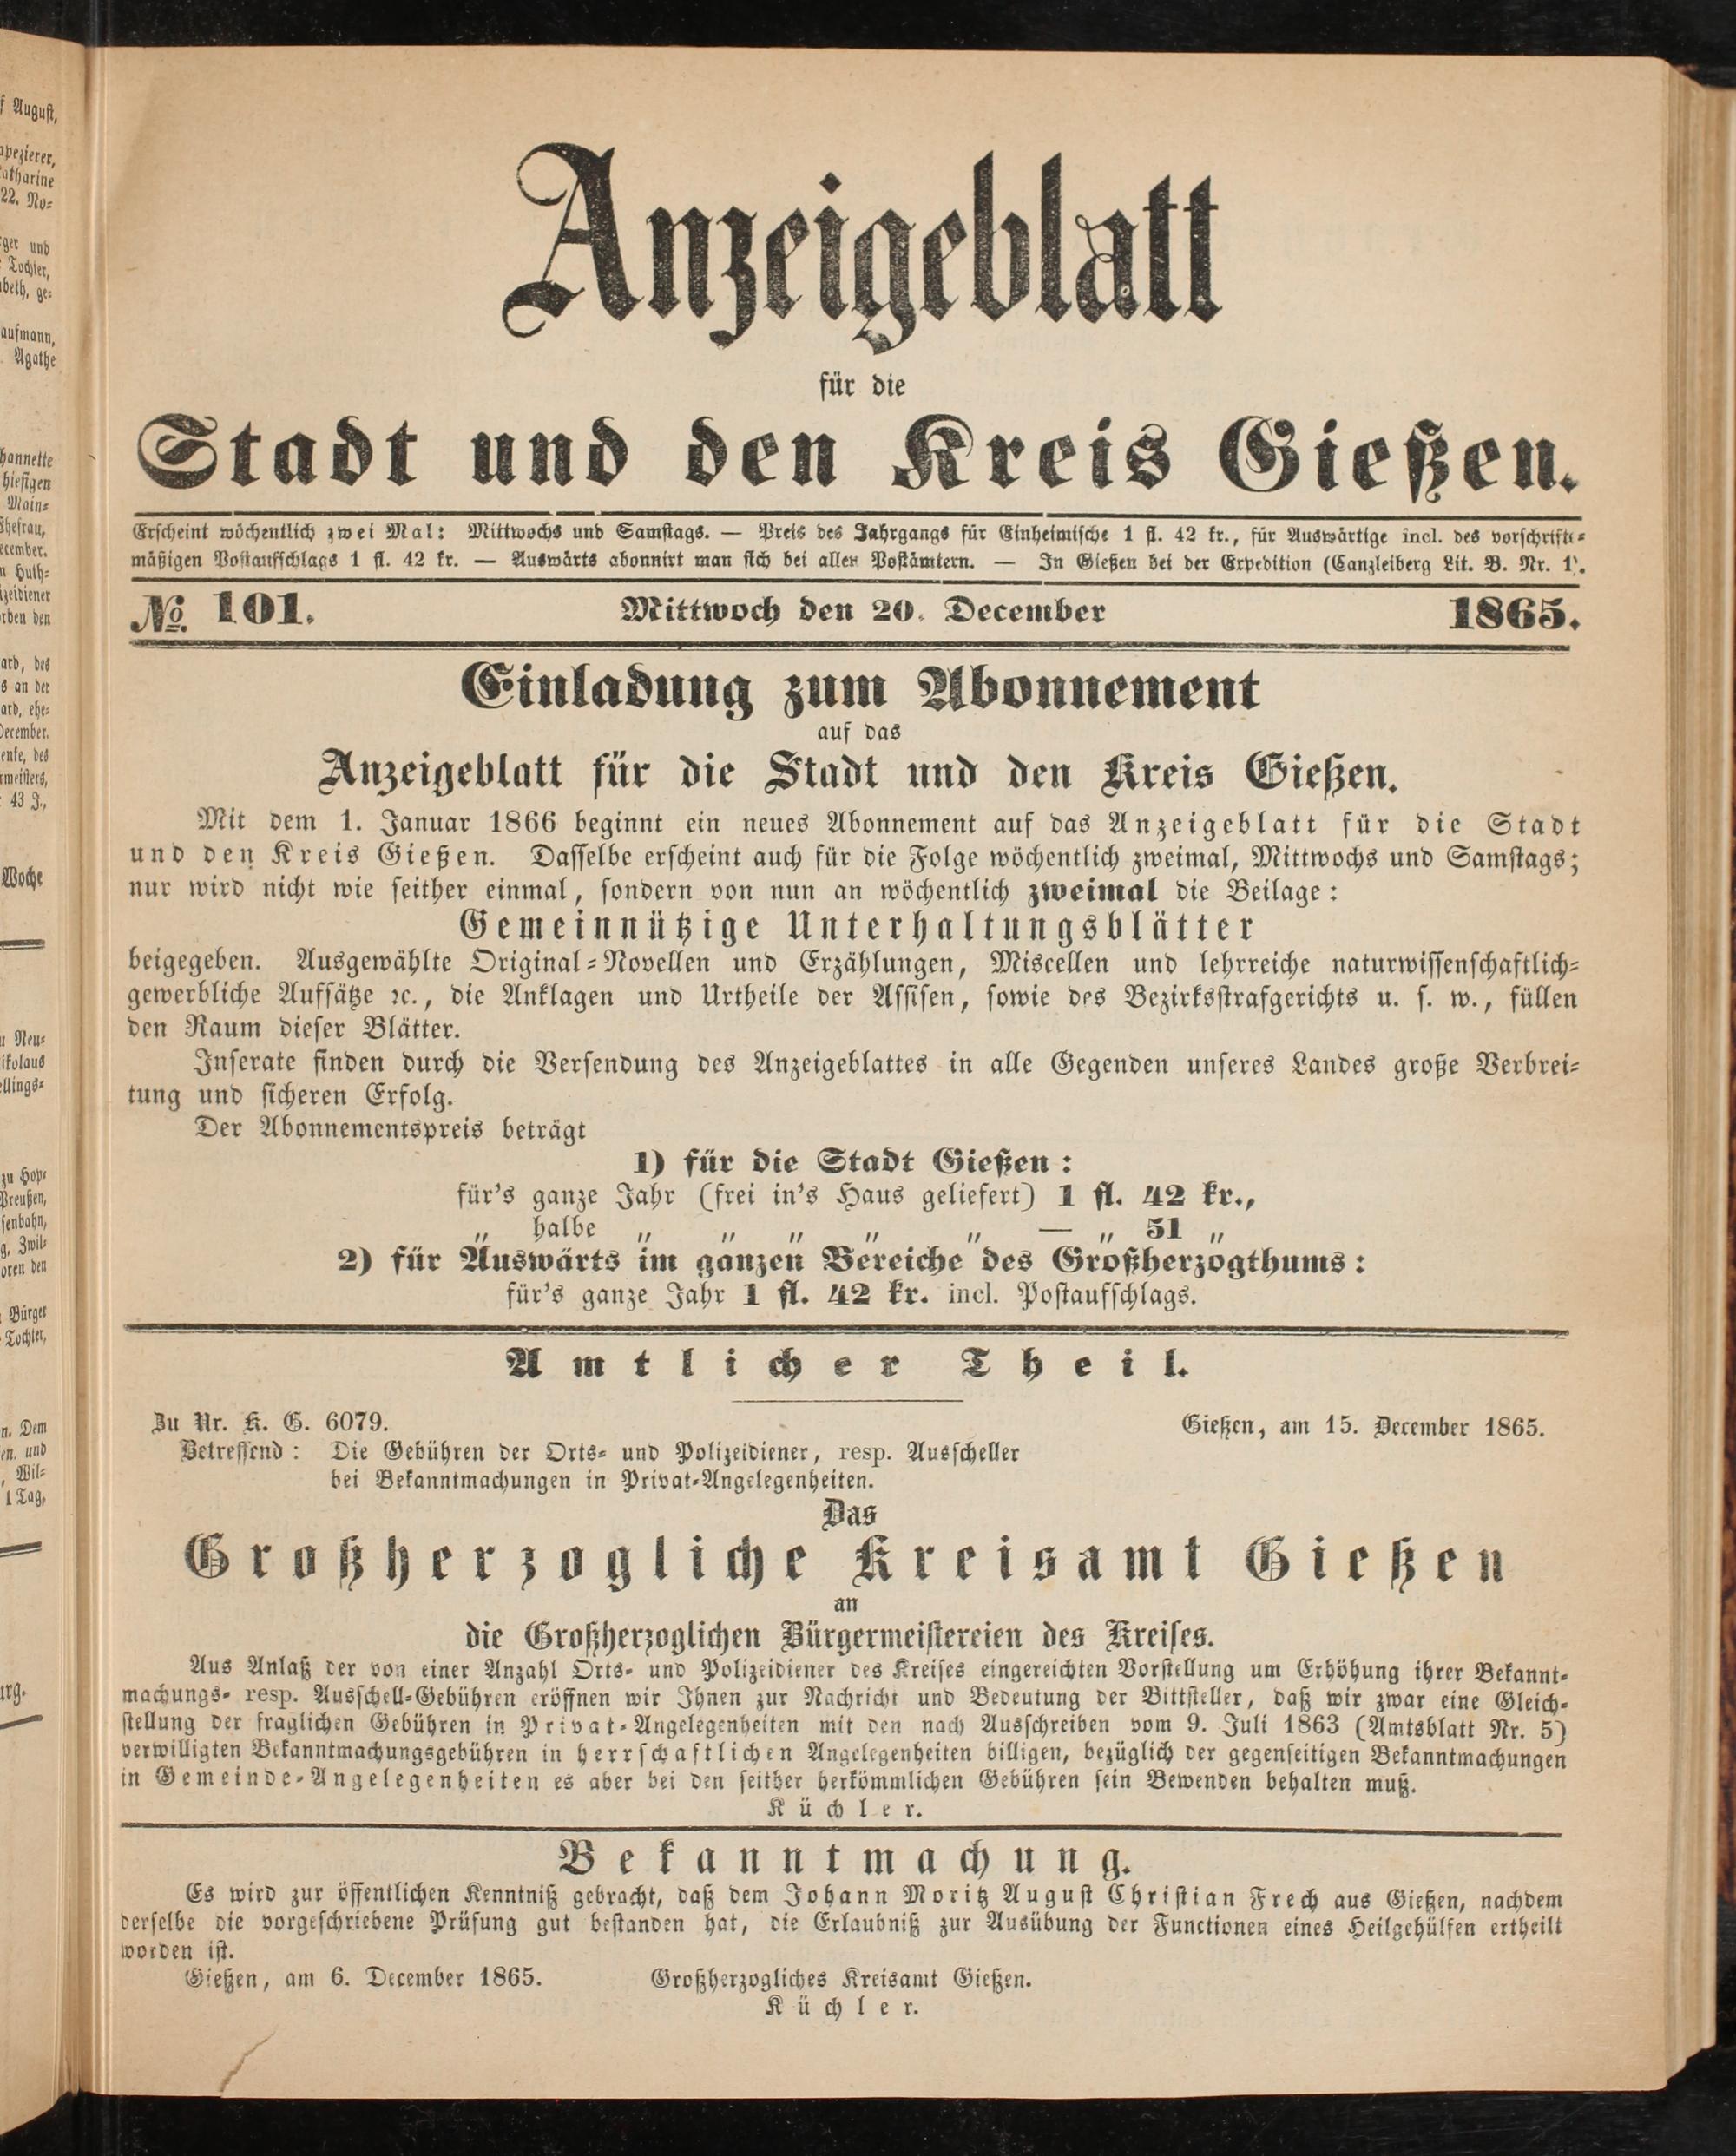 Anzeigeblatt
für die
Stadt und den Kreis Gießen.
Erscheint wöchentlich zwei Mal: Mittwochs und Samstags. — Preis des Jahrgangs für Einheimische 1 fl. 42 kr., für Auswärtige incl. des vorschrifts-
mäßigen Postaufschlags 1 fl. 42 kr. — Auswärts abonnirt man sich bei allen Postämtern. — In Gießen bei der Expedition (Canzleiberg Lit. B. Nr. 1).
No. 101. Mittwoch den 20. December 1865.
Einladung zum Abonnement
auf das
Anzeigeblatt für die Stadt und den Kreis Gießen.
Mit dem 1. Januar 1866 beginnt ein neues Abonnement auf das Anzeigeblatt für die Stadt
und den Kreis Gießen. Dasselbe erscheint auch für die Folge wöchentlich zweimal, Mittwochs und Samstags;
nur wird nicht wie seither einmal, sondern von nun an wöchentlich zweimal die Beilage:
Gemeinnützige Unterhaltungsblätter
beigegeben. Ausgewählte Original-Novellen und Erzählungen, Miscellen und lehrreiche naturwissenschaftlich-
gewerbliche Aufsätze ꝛc., die Anklagen und Urtheile der Assisen, sowie des Bezirksstrafgerichts u. s. w., füllen
den Raum dieser Blätter.
Inserate finden durch die Versendung des Anzeigeblattes in alle Gegenden unseres Landes große Verbrei-
tung und sicheren Erfolg.
Der Abonnementspreis beträgt
1) für die Stadt Gießen:
für's ganze Jahr (frei in's Haus geliefert) 1 fl. 42 kr.,
„ halbe „ „ „ „ „ — „ 51 „
2) für Auswärts im ganzen Bereiche des Großherzogthums:
für's ganze Jahr 1 fl. 42 kr. incl. Postaufschlags.
Amtlicher Theil.
Zu Nr. K. G. 6079. Gießen, am 15. December 1865.
Betreffend: Die Gebühren der Orts- und Polizeidiener, resp. Ausscheller
bei Bekanntmachungen in Privat-Angelegenheiten.
Das
Großherzogliche Kreisamt Gießen
an
die Großherzoglichen Bürgermeistereien des Kreises.
Aus Anlaß der von einer Anzahl Orts- und Polizeidiener des Kreises eingereichten Vorstellung um Erhöhung ihrer Bekannt-
machungs- resp. Ausschell-Gebühren eröffnen wir Ihnen zur Nachricht und Bedeutung der Bittsteller, daß wir zwar eine Gleich-
stellung der fraglichen Gebühren in Privat-Angelegenheiten mit den nach Ausschreiben vom 9. Juli 1863 (Amtsblatt Nr. 5)
verwilligten Bekanntmachungsgebühren in herrschaftlichen Angelegenheiten billigen, bezüglich der gegenseitigen Bekanntmachungen
in Gemeinde-Angelegenheiten es aber bei den seither herkömmlichen Gebühren sein Bewenden behalten muß.
Küchler.
Bekanntmachung.
Es wird zur öffentlichen Kenntniß gebracht, daß dem Johann Moritz August Christian Frech aus Gießen, nachdem
derselbe die vorgeschriebene Prüfung gut bestanden hat, die Erlaubniß zur Ausübung der Functionen eines Heilgehülfen ertheilt
worden ist.
Gießen, am 6. December 1865. Großherzogliches Kreisamt Gießen.
Küchler.